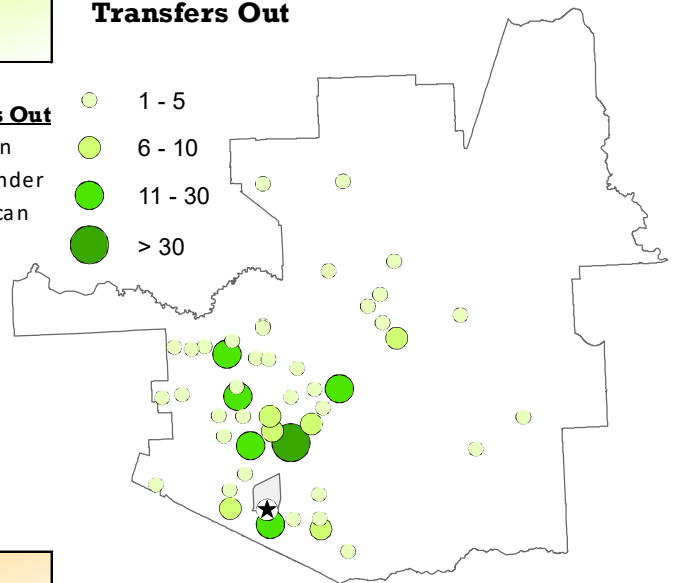 Transfers Out
s Out
n
nder
can
1 - 5
6 - 10
11 - 30
> 30